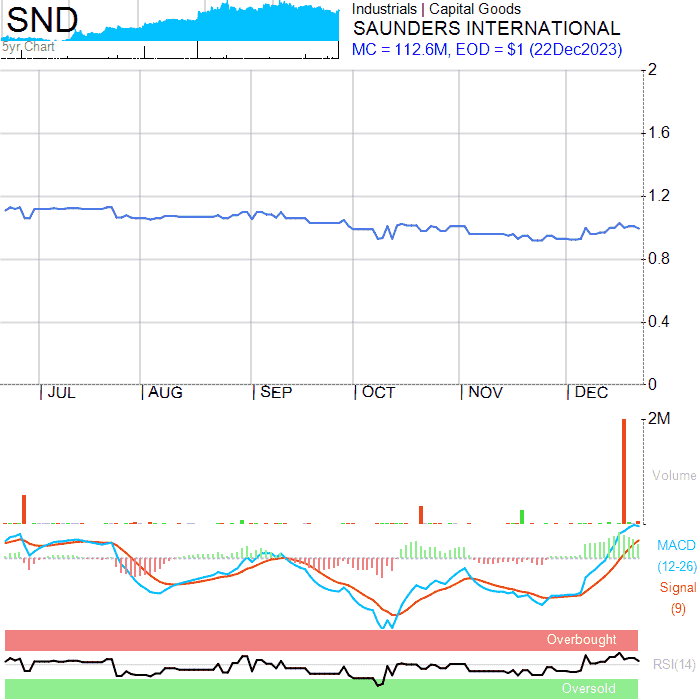 SND
5yr Chart
Industrials | Capital Goods
SAUNDERS INTERNATIONAL
MC = 112.6M, EOD = $1 (22Dec2023)
2
1.6
1.2
0.8
0.4
0
JUL AUG SEP OCT NOV DEC
2M
Volume
MACD
(12-26)
Signal
(9)
Overbought
RSI(14)
Oversold